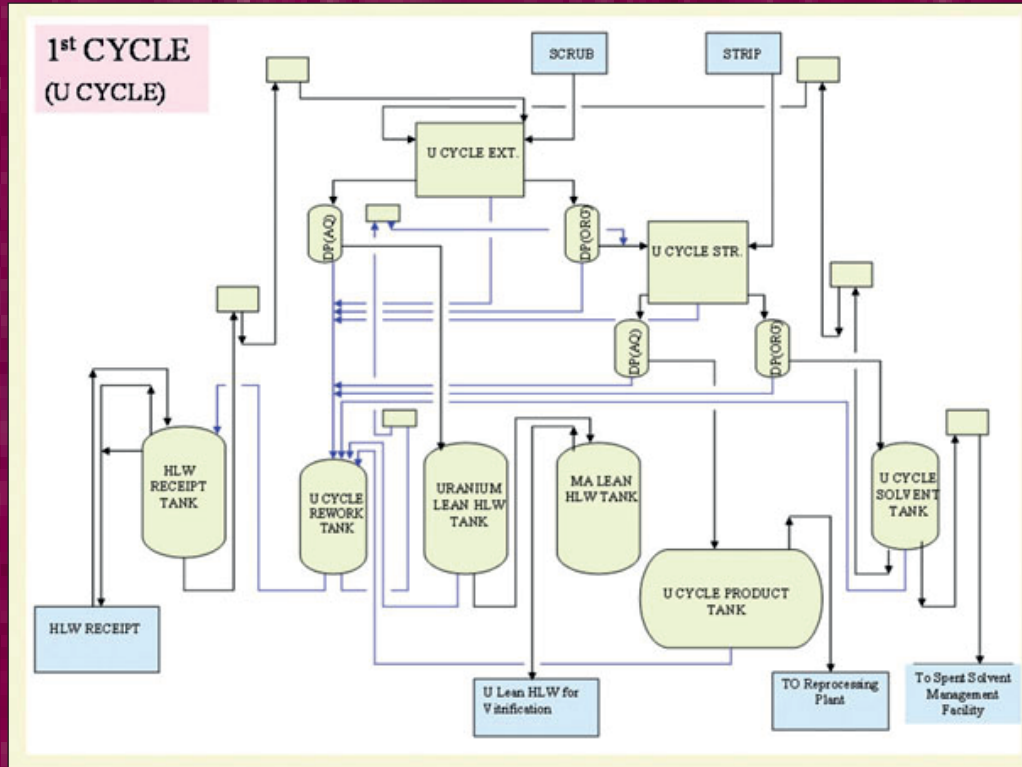 1st CYCLE
(U CYCLE)
SCRUB
STRIP
U CYCLE EXT.
DP(AQ)
DP(ORG)
U CYCLE STR.
DP(AQ)
DP(ORG)
HLW
RECEIPT
TANK
U CYCLE
REWORK
TANK
URANIUM
LEAN HLW
TANK
MA LEAN
HLW TANK
U CYCLE
SOLVENT
TANK
U CYCLE PRODUCT
TANK
HLW RECEIPT
U Lean HLW for
Vitrification
TO Reprocessing
Plant
To Spent Solvent
Management
Facility